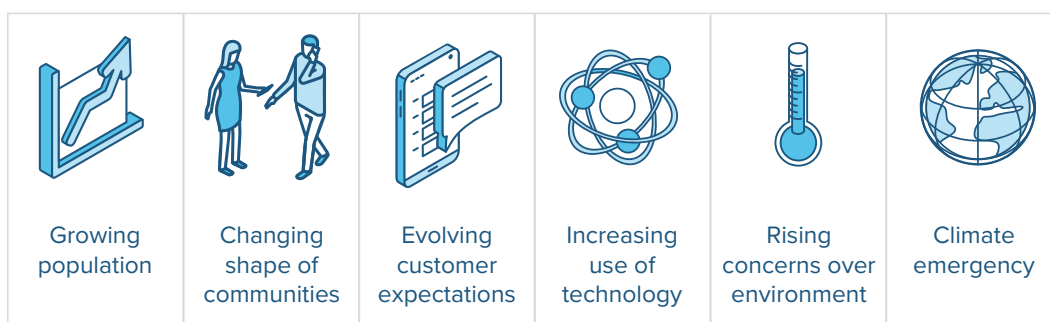 Growing
population
Changing
shape of
communities
Evolving
customer
expectations
Increasing
use of
technology
Rising
concerns over
environment
Climate
emergency